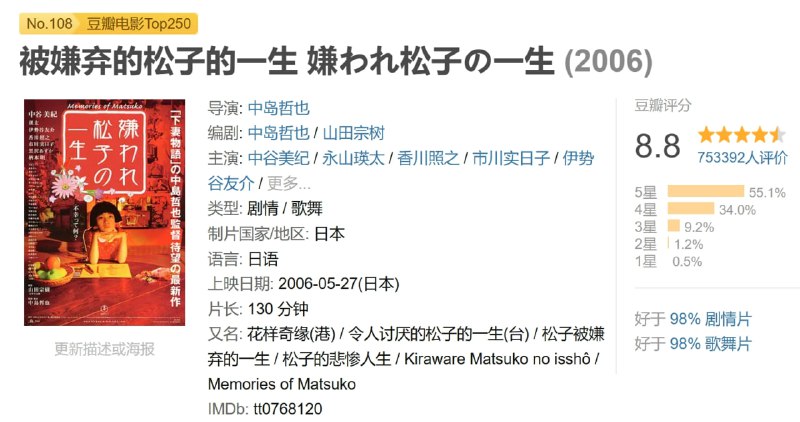 No.108 豆瓣电影Top250
被嫌弃的松子的一生 嫌われ松子の一生 (2006)
Memories of Matsuko
中谷美紀
嫌われ
松子の
一生
不幸って何?
「下妻物語」の中島哲也監督 待望の最新作
更新描述或海报
导演: 中岛哲也
编剧: 中岛哲也 / 山田宗树
主演: 中谷美纪 / 永山瑛太 / 香川照之 / 市川实日子 / 伊势
谷友介 / 更多...
类型: 剧情 / 歌舞
制片国家/地区: 日本
语言: 日语
上映日期: 2006-05-27(日本)
片长: 130 分钟
又名: 花样奇缘(港) / 令人讨厌的松子的一生(台) / 松子被嫌
弃的一生 / 松子的悲惨人生 / Kiraware Matsuko no isshô /
Memories of Matsuko
IMDb: tt0768120
豆瓣评分
8.8
753392人评价
5星 55.1%
4星 34.0%
3星 9.2%
2星 1.2%
1星 0.5%
好于 98% 剧情片
好于 98% 歌舞片